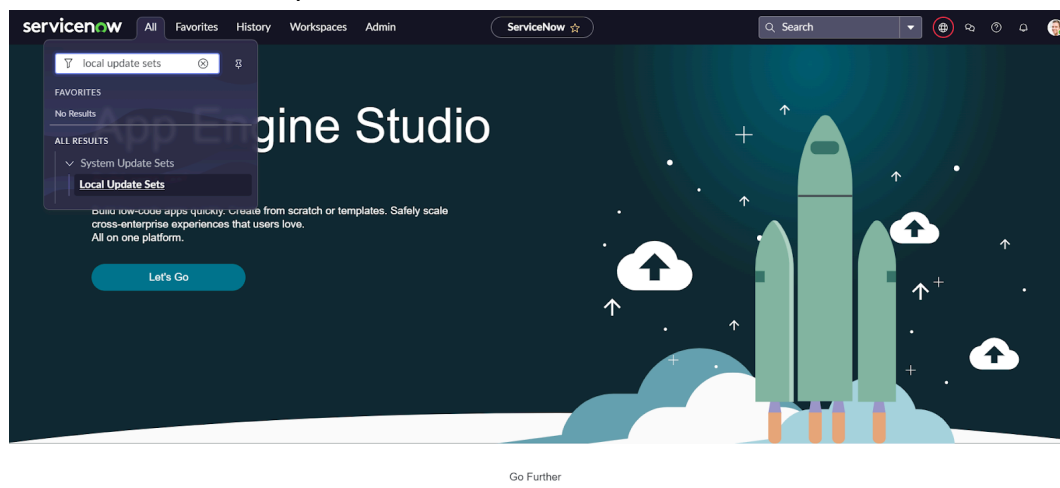 servicenow All Favorites History Workspaces Admin ServiceNow Search
local update sets
FAVORITES
No Results
App Engine Studio
ALL RESULTS
System Update Sets
Local Update Sets
Build low-code apps quickly. Create from scratch or templates. Safely scale
cross-enterprise experiences that users love.
All on one platform.
Let's Go
Go Further